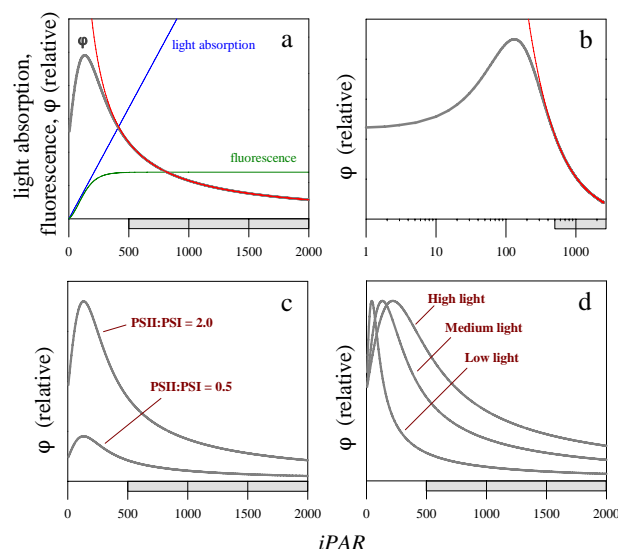 light absorption,
fluorescence, φ (relative)
φ
a
light absorption
fluorescence
0 500 1000 1500 2000
φ (relative)
b
1 10 100 1000
φ (relative)
c
PSII:PSI = 2.0
PSII:PSI = 0.5
0 500 1000 1500 2000
φ (relative)
d
High light
Medium light
Low light
0 500 1000 1500 2000
iPAR